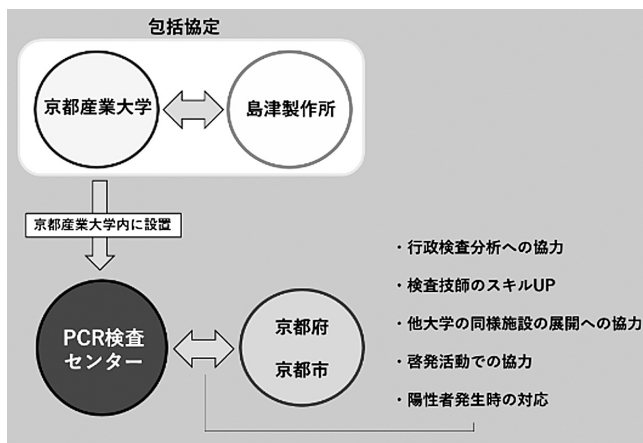 包括協定
京都産業大学
島津製作所
京都産業大学内に設置
PCR検査
センター
京都府
京都市
・行政検査分析への協力
・検査技師のスキルUP
・他大学の同様施設の展開への協力
・啓発活動での協力
・陽性者発生時の対応